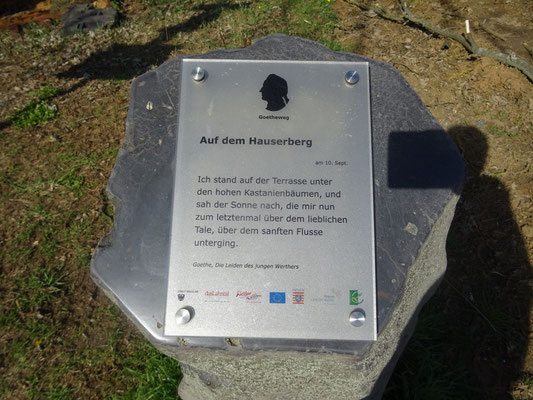 Goetheweg
Auf dem Hauserberg
am 10. Sept.
Ich stand auf der Terrasse unter
den hohen Kastanienbäumen, und
sah der Sonne nach, die mir nun
zum letztenmal über dem lieblichen
Tale, über dem sanften Flusse
unterging.
Goethe, Die Leiden des jungen Werthers